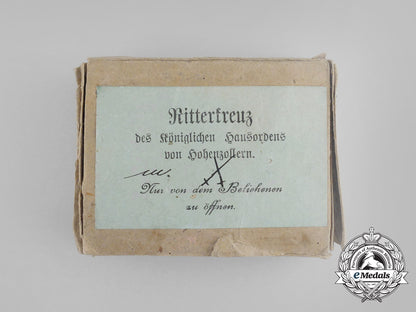 Ritterkreuz
des Königlichen Hausordens
von Hohenzollern.
m. X
Nur von dem Beliehenen
zu öffnen.
eMedals